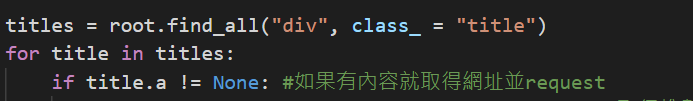 titles = root.find_all("div", class_ = "title")
for title in titles:
if title.a != None: #如果有內容就取得網址並request